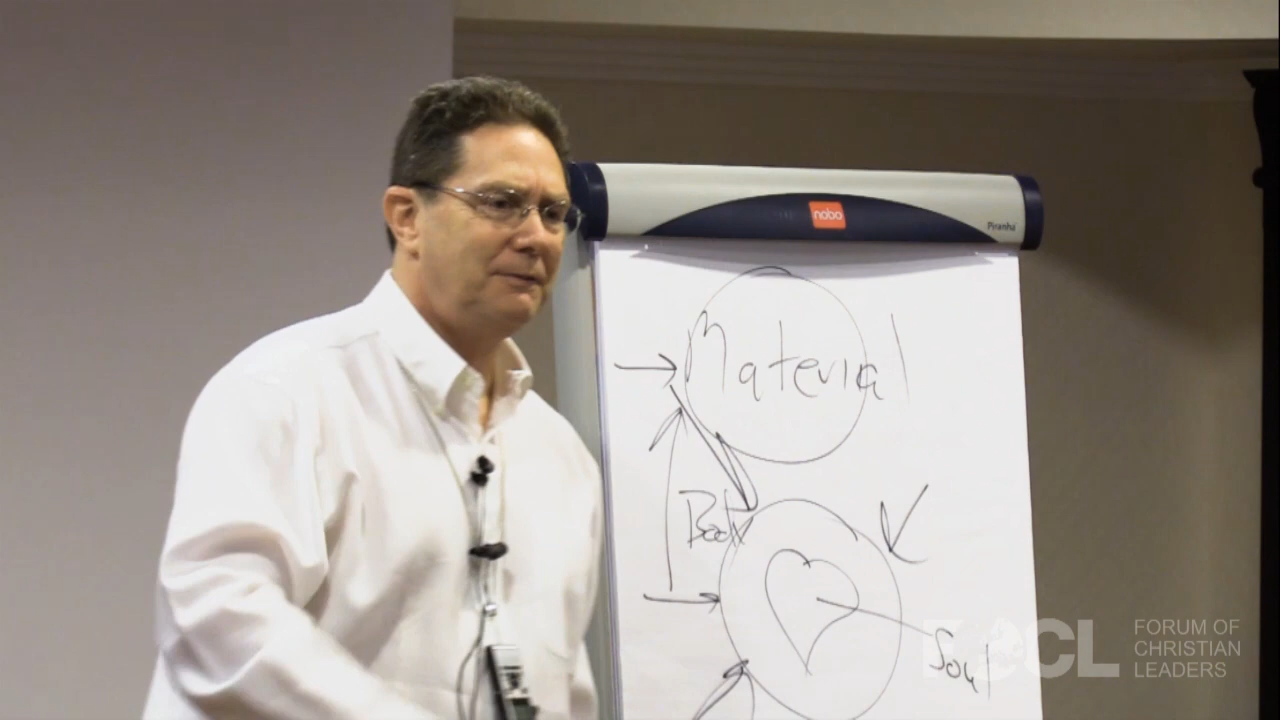 nobo
Piranha
Material
Body
Soul
FOCL
FORUM OF
CHRISTIAN
LEADERS